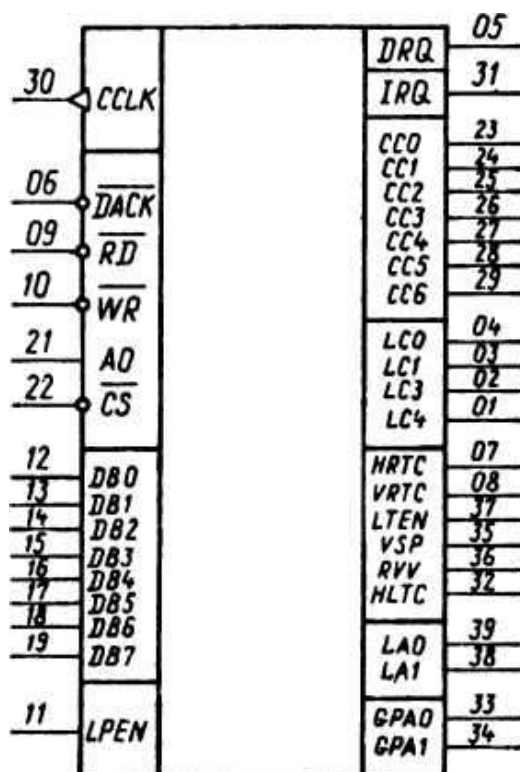 30 CCLK
06 DACK
09 RD
10 WR
21 A0
22 CS
12 DB0
13 DB1
14 DB2
15 DB3
16 DB4
17 DB5
18 DB6
19 DB7
11 LPEN
DRQ 05
IRQ 31
CC0 23
CC1 24
CC2 25
CC3 26
CC4 27
CC5 28
CC6 29
LC0 04
LC1 03
LC3 02
LC4 01
HRTC 07
VRTC 08
LTEN 37
VSP 35
RVV 36
HLTC 32
LA0 39
LA1 38
GPA0 33
GPA1 34